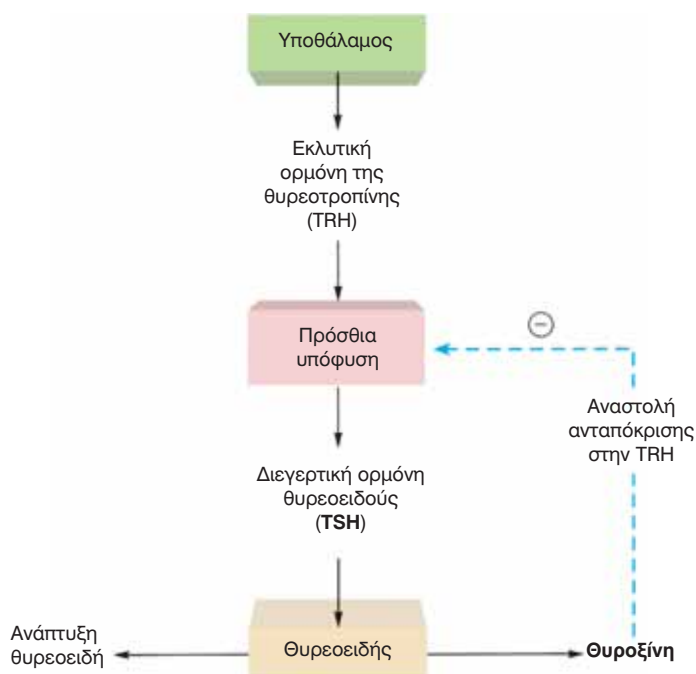 Υποθάλαμος
Εκλυτική
ορμόνη της
θυρεοτροπίνης
(TRH)
Πρόσθια
υπόφυση
Αναστολή
ανταπόκρισης
στην TRH
Διεγερτική ορμόνη
θυρεοειδούς
(TSH)
Ανάπτυξη
θυρεοειδή
Θυρεοειδής
Θυροξίνη